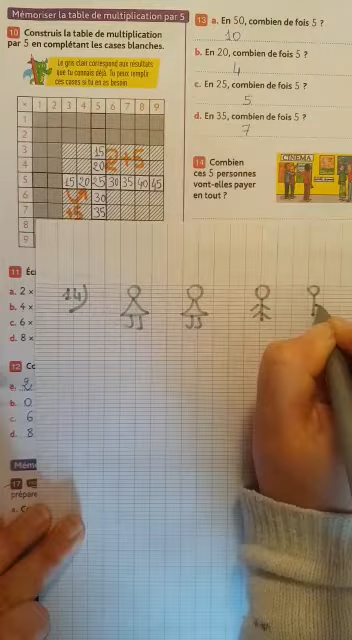 Mémoriser la table de multiplication par 5
10 Construis la table de multiplication
par 5 en complétant les cases blanches.
Le gris clair correspond aux résultats
que tu connais déjà. Tu peux remplir
ces cases si tu en as besoin.
× 1 2 3 4 5 6 7 8 9
1
2
3 15 2+5
4 20
5 15 20 25 30 35 40 45
6 30
7 15 35
8
9
11
a. 2 ×
b. 4 ×
c. 6 ×
d. 8 ×
12
a. 2
b. 0
c. 6
d. 8
17
prépare
13 a. En 50, combien de fois 5 ?
10
b. En 20, combien de fois 5 ?
4
c. En 25, combien de fois 5 ?
5
d. En 35, combien de fois 5 ?
7
14 Combien
ces 5 personnes
vont-elles payer
en tout ?
CINEMA
14)